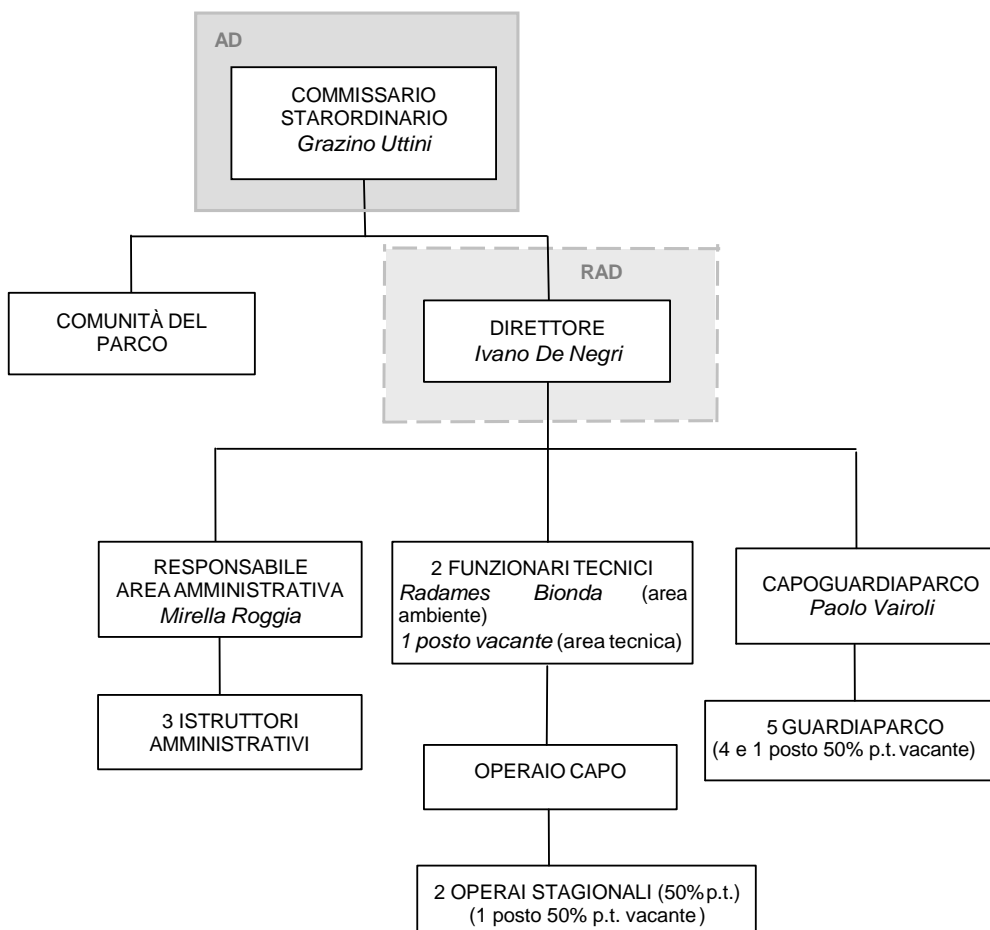 AD
COMMISSARIO
STARORDINARIO
Grazino Uttini
COMUNITÀ DEL
PARCO
RAD
DIRETTORE
Ivano De Negri
RESPONSABILE
AREA AMMINISTRATIVA
Mirella Roggia
2 FUNZIONARI TECNICI
Radames Bionda (area
ambiente)
1 posto vacante (area tecnica)
CAPOGUARDIAPARCO
Paolo Vairoli
3 ISTRUTTORI
AMMINISTRATIVI
5 GUARDIAPARCO
(4 e 1 posto 50% p.t. vacante)
OPERAIO CAPO
2 OPERAI STAGIONALI (50% p.t.)
(1 posto 50% p.t. vacante)